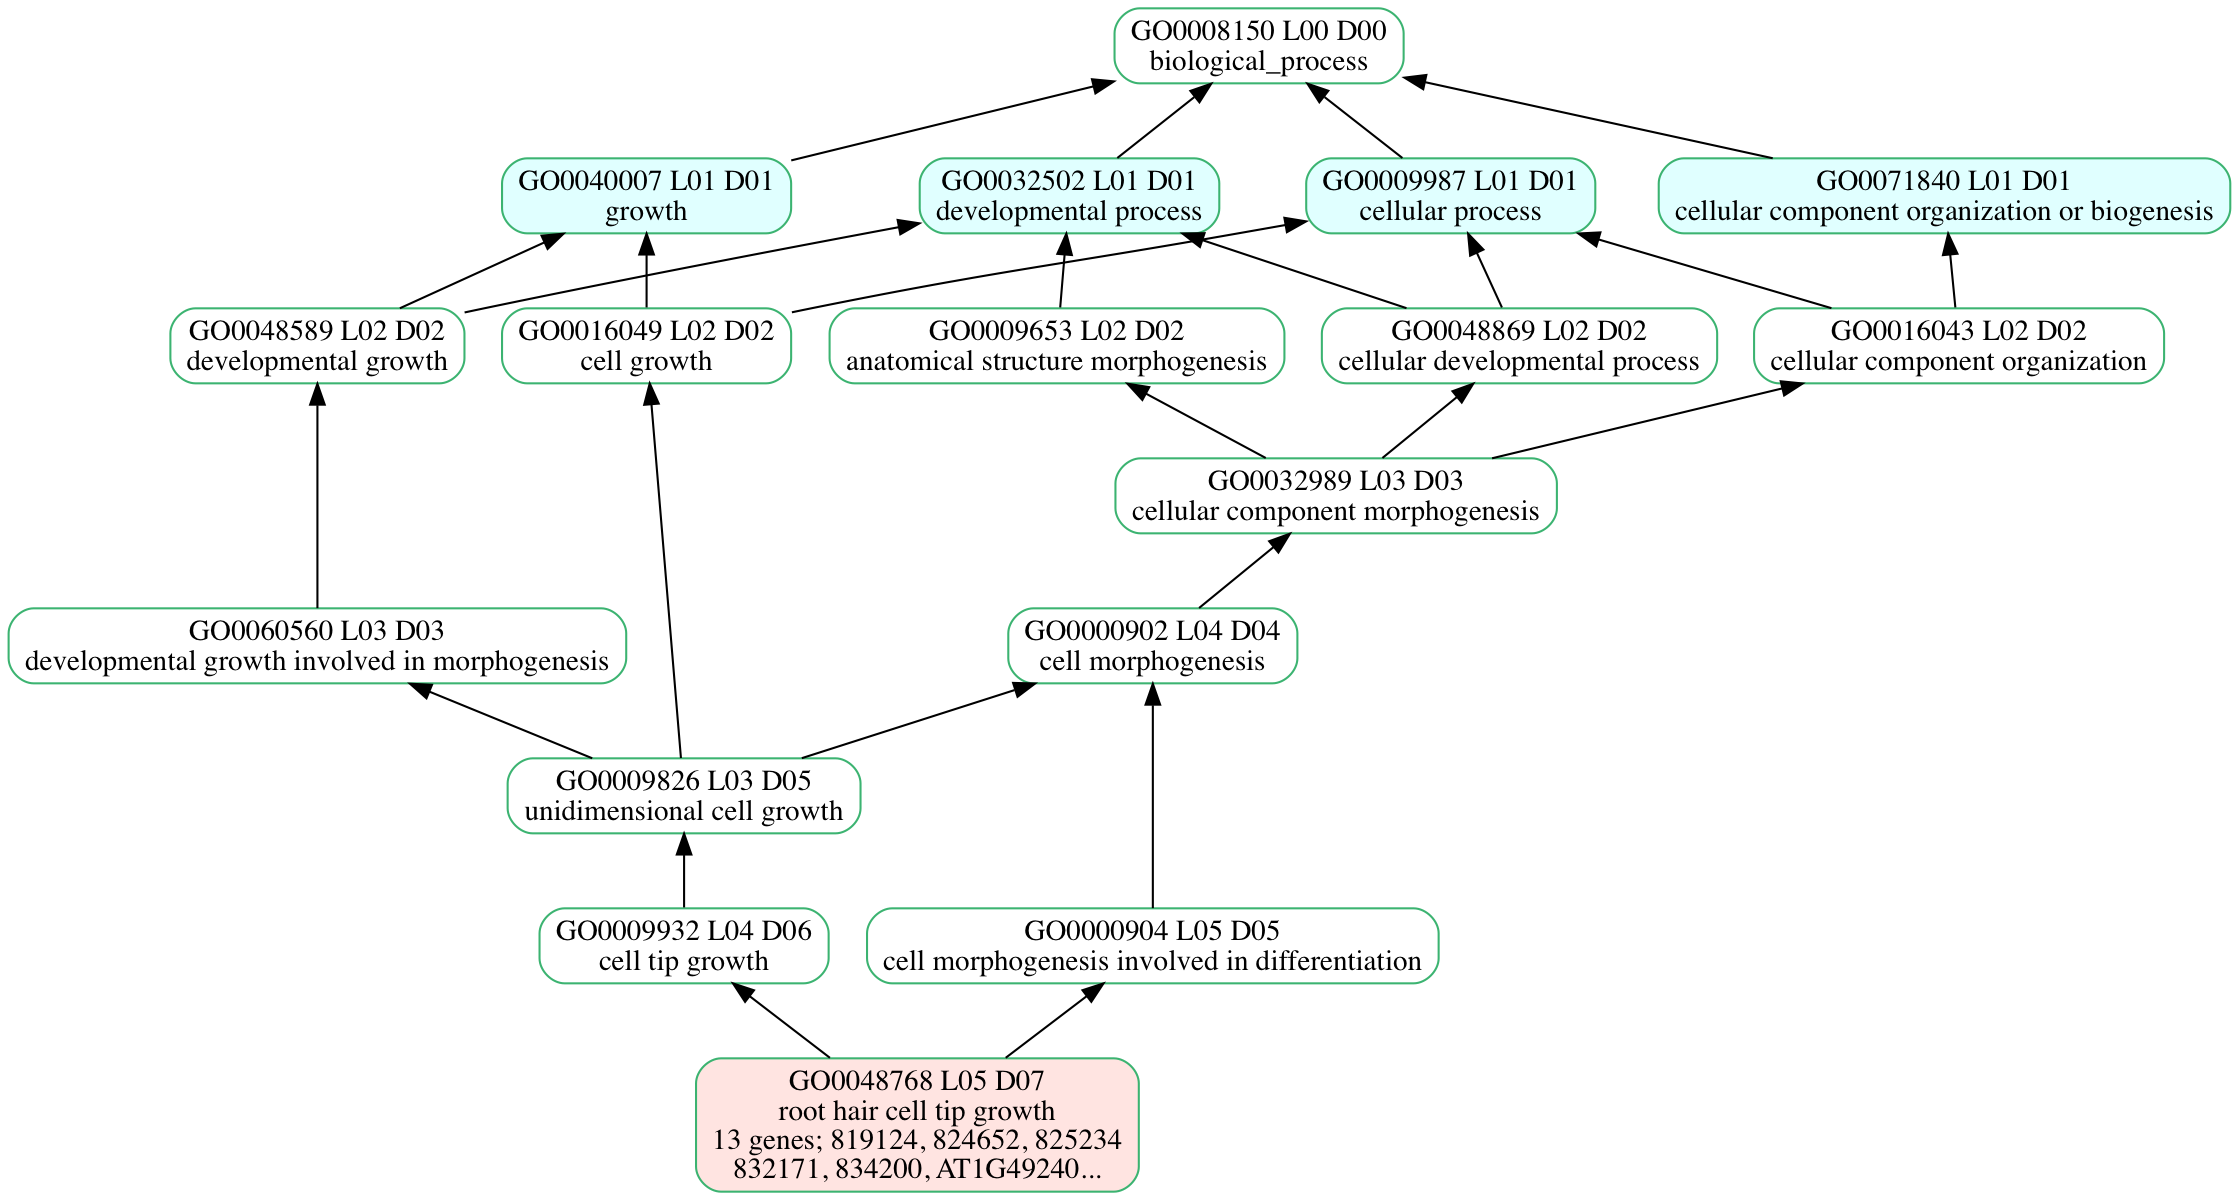 GO0008150 L00 D00
biological_process
GO0040007 L01 D01
growth
GO0032502 L01 D01
developmental process
GO0009987 L01 D01
cellular process
GO0071840 L01 D01
cellular component organization or biogenesis
GO0048589 L02 D02
developmental growth
GO0016049 L02 D02
cell growth
GO0009653 L02 D02
anatomical structure morphogenesis
GO0048869 L02 D02
cellular developmental process
GO0016043 L02 D02
cellular component organization
GO0032989 L03 D03
cellular component morphogenesis
GO0060560 L03 D03
developmental growth involved in morphogenesis
GO0000902 L04 D04
cell morphogenesis
GO0009826 L03 D05
unidimensional cell growth
GO0009932 L04 D06
cell tip growth
GO0000904 L05 D05
cell morphogenesis involved in differentiation
GO0048768 L05 D07
root hair cell tip growth
13 genes; 819124, 824652, 825234
832171, 834200, AT1G49240...